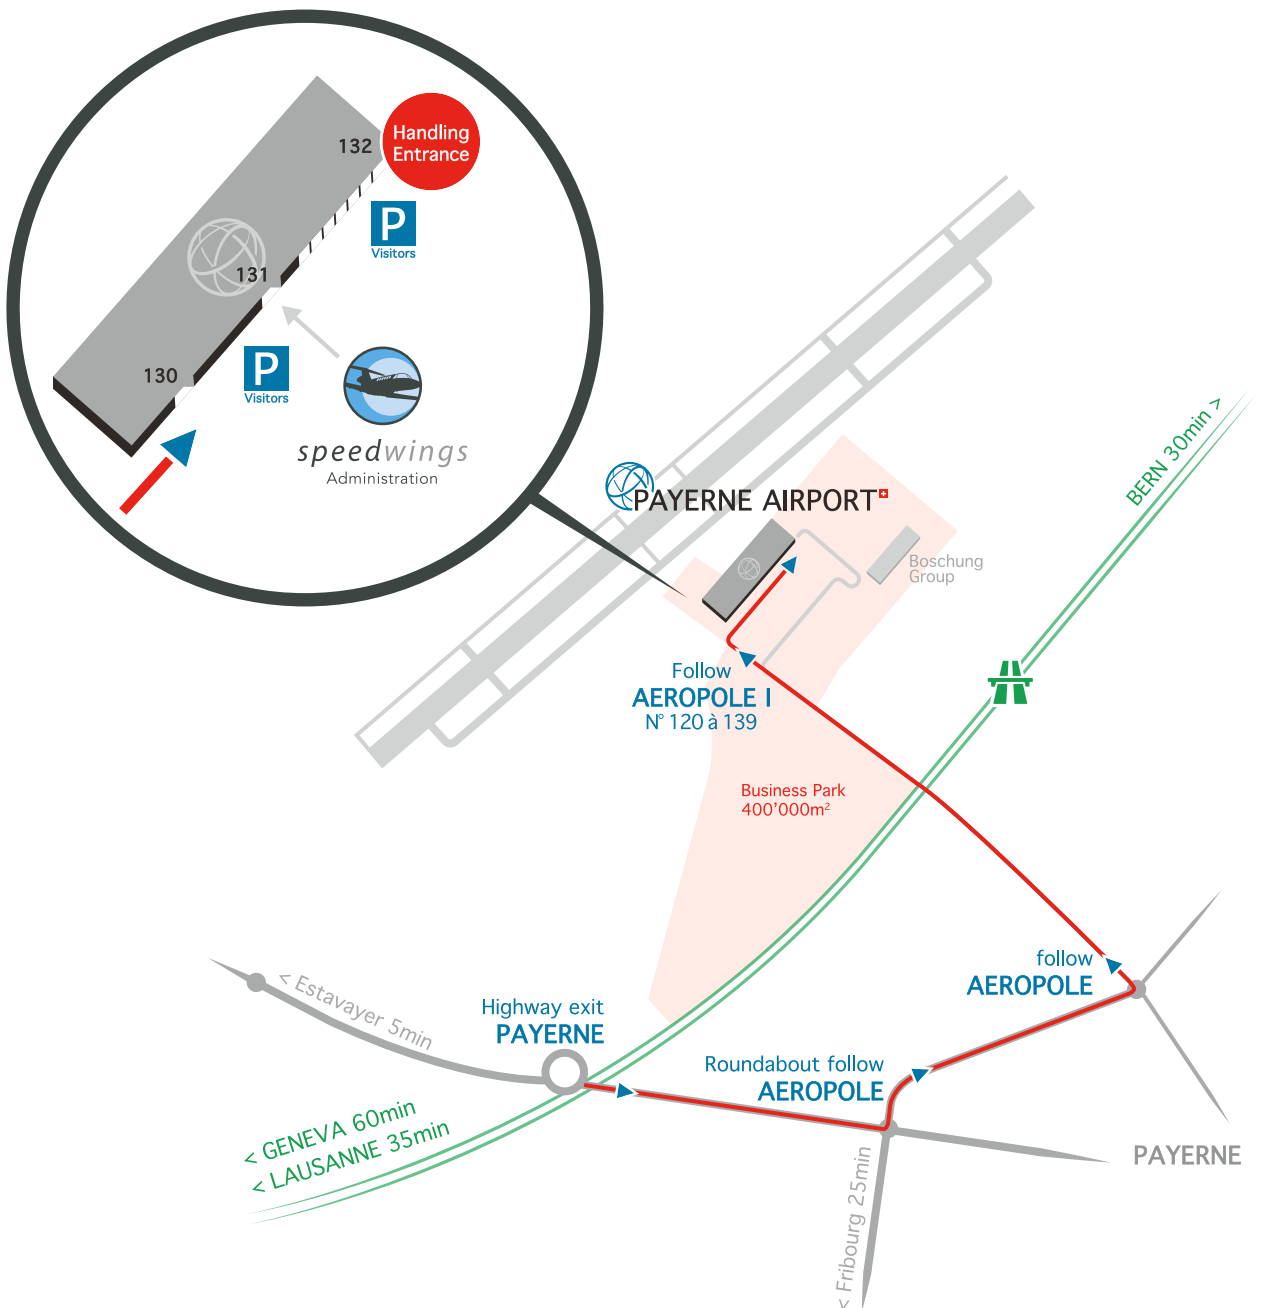 132
Handling
Entrance
P
Visitors
131
130
P
Visitors
speedwings
Administration
PAYERNE AIRPORT
Boschung
Group
BERN 30min >
Follow
AEROPOLE I
N° 120 à 139
Business Park
400'000m²
follow
AEROPOLE
< Estavayer 5min
Highway exit
PAYERNE
Roundabout follow
AEROPOLE
< GENEVA 60min
< LAUSANNE 35min
PAYERNE
< Fribourg 25min